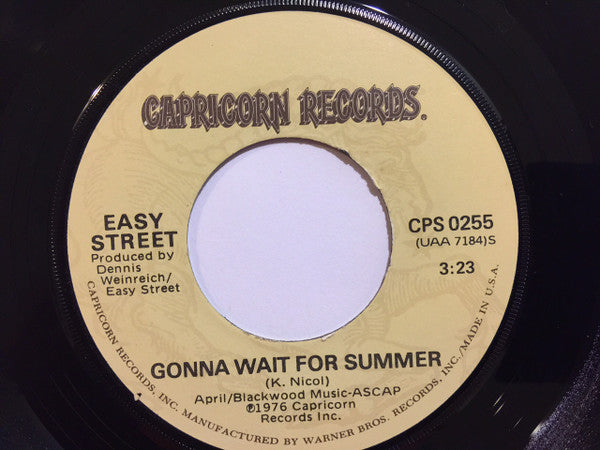 CAPRICORN RECORDS.
EASY
STREET
Produced by
Dennis
Weinreich/
Easy Street
CPS 0255
(UAA 7184)S
3:23
GONNA WAIT FOR SUMMER
(K. Nicol)
April/Blackwood Music-ASCAP
℗1976 Capricorn
Records Inc.
CAPRICORN RECORDS, INC. MANUFACTURED BY WARNER BROS. RECORDS, INC./MADE IN U.S.A.